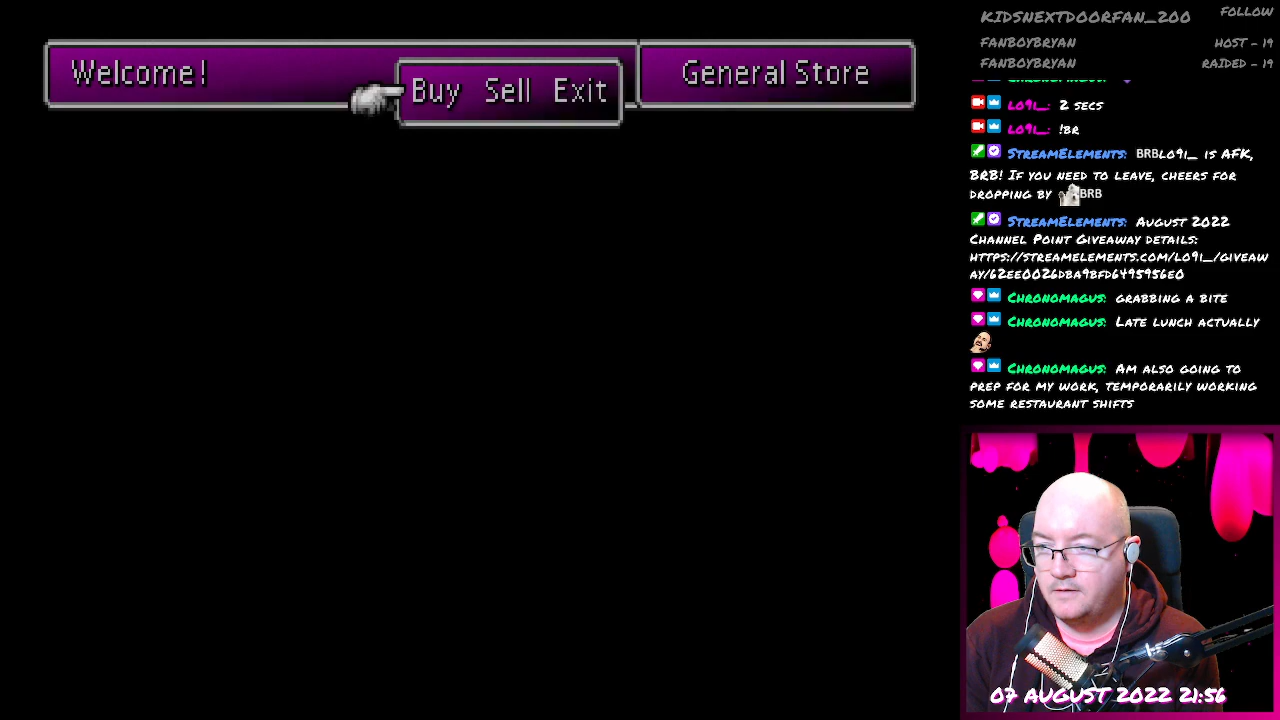 Welcome!
Buy Sell Exit
General Store
KIDSNEXTDOORFAN_200 FOLLOW
FANBOYBRYAN HOST - 19
FANBOYBRYAN RAIDED - 19
LO91_: 2 SECS
LO91_: !BR
STREAMELEMENTS: BRB LO91_ IS AFK,
BRB! IF YOU NEED TO LEAVE, CHEERS FOR
DROPPING BY BRB
STREAMELEMENTS: AUGUST 2022
CHANNEL POINT GIVEAWAY DETAILS:
HTTPS://STREAMELEMENTS.COM/LO91_/GIVEAW
AY/62EE0026DBA9BFD6495956E0
CHRONOMAGUS: GRABBING A BITE
CHRONOMAGUS: LATE LUNCH ACTUALLY
CHRONOMAGUS: AM ALSO GOING TO
PREP FOR MY WORK, TEMPORARILY WORKING
SOME RESTAURANT SHIFTS
07 AUGUST 2022 21:56